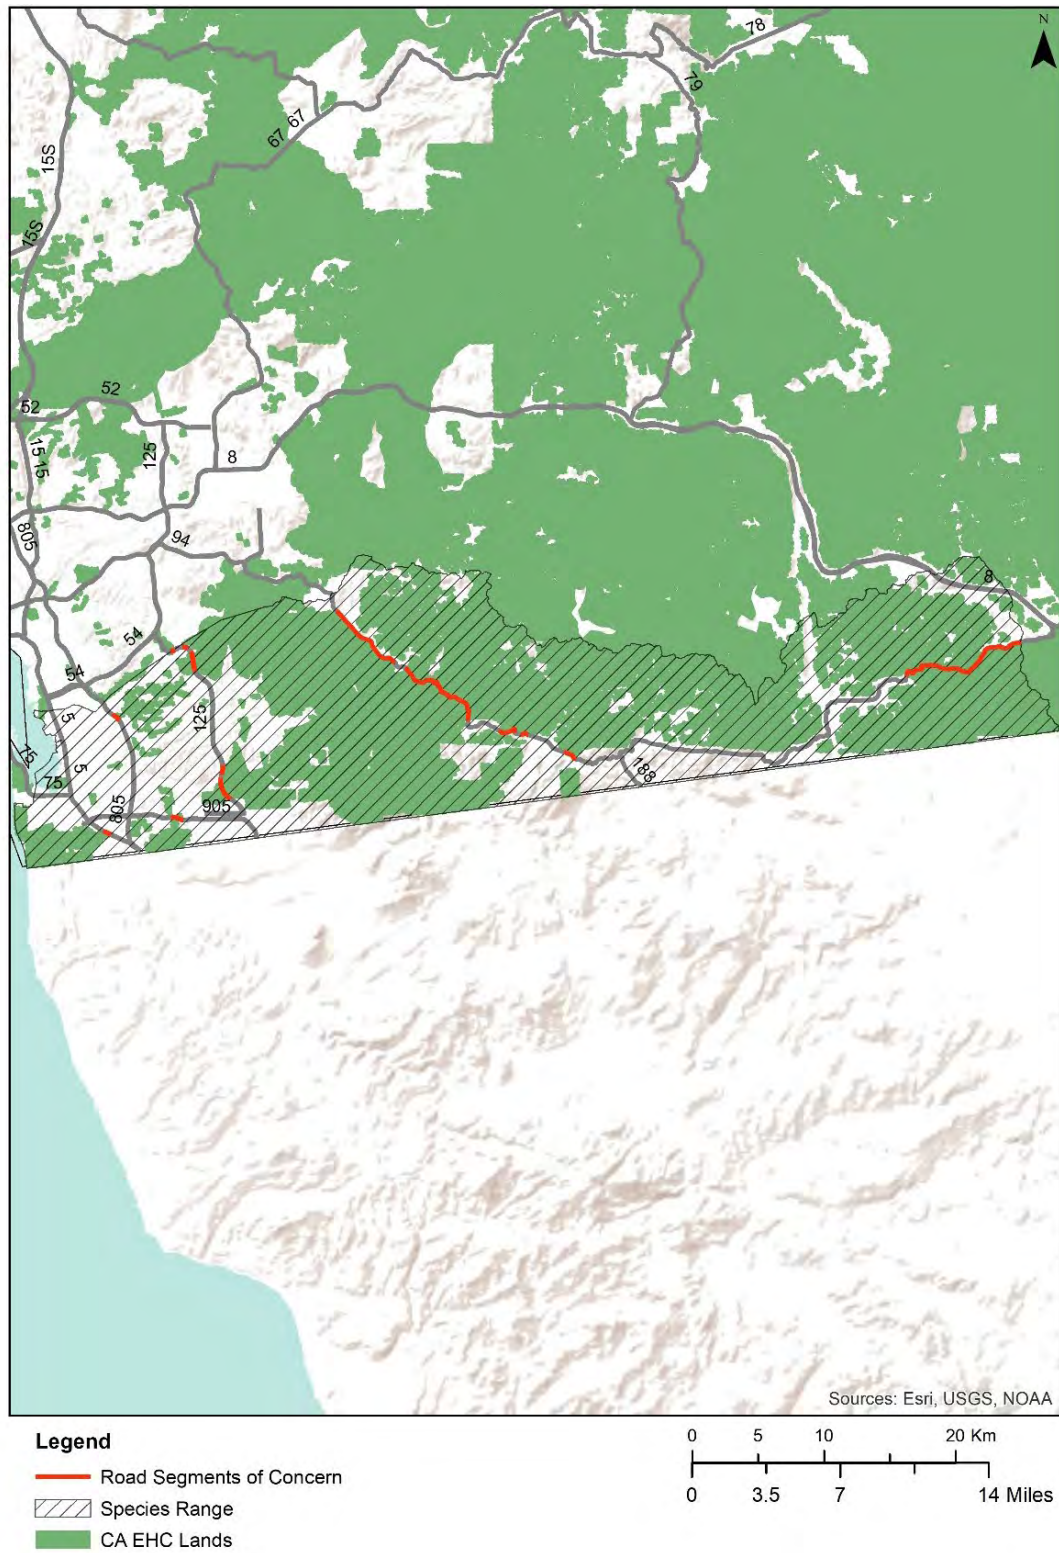 N
78
79
67 67
15S
15S
52
52
15 15
125
8
805
94
54
8
54
125
5
75
5
188
75
805
905
Sources: Esri, USGS, NOAA
Legend
Road Segments of Concern
Species Range
CA EHC Lands
0 5 10 20 Km
0 3.5 7 14 Miles